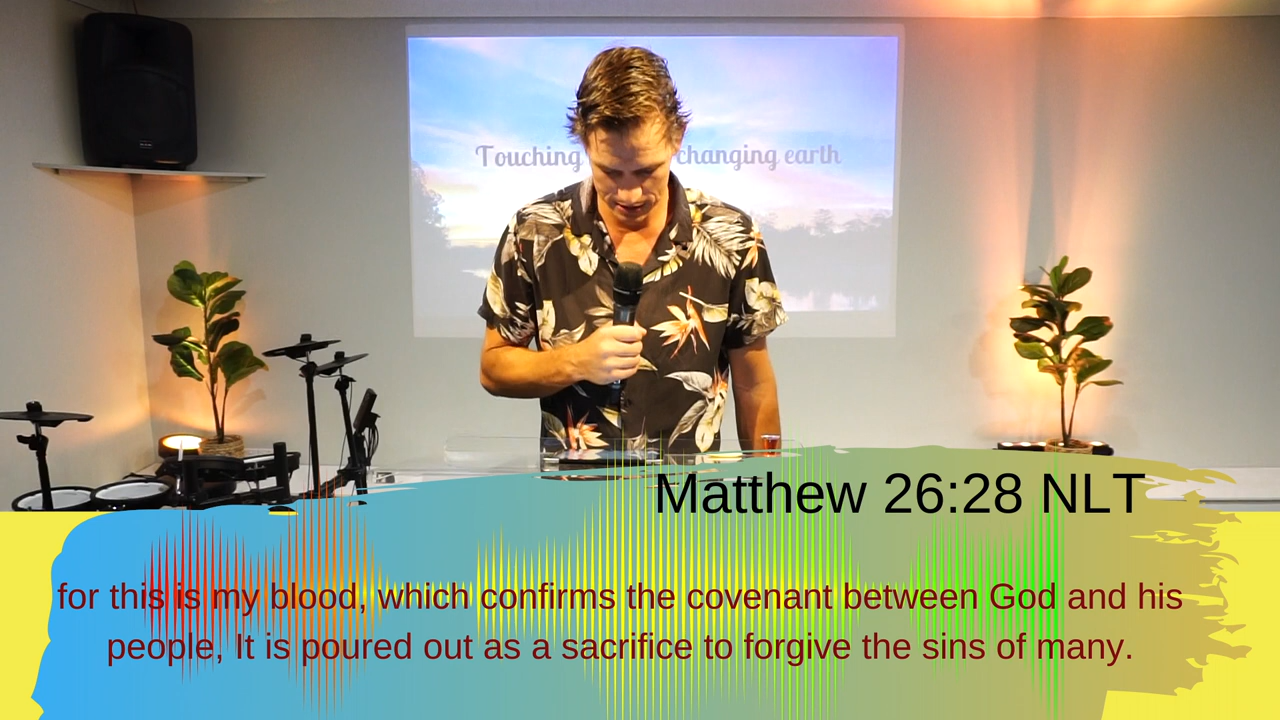 Touching changing earth
Matthew 26:28 NLT
for this is my blood, which confirms the covenant between God and his
people, It is poured out as a sacrifice to forgive the sins of many.